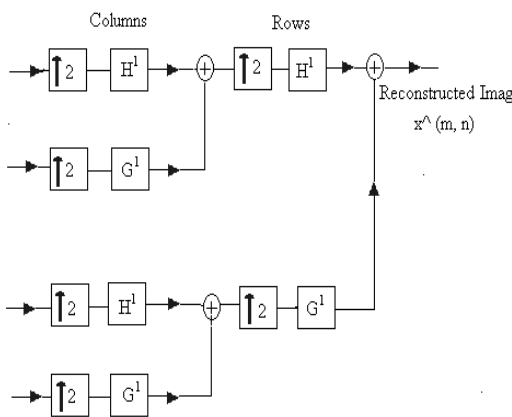 Columns Rows
↑2 H¹ + ↑2 H¹ +
Reconstructed Imag
x^ (m, n)
↑2 G¹
↑2 H¹ + ↑2 G¹
↑2 G¹